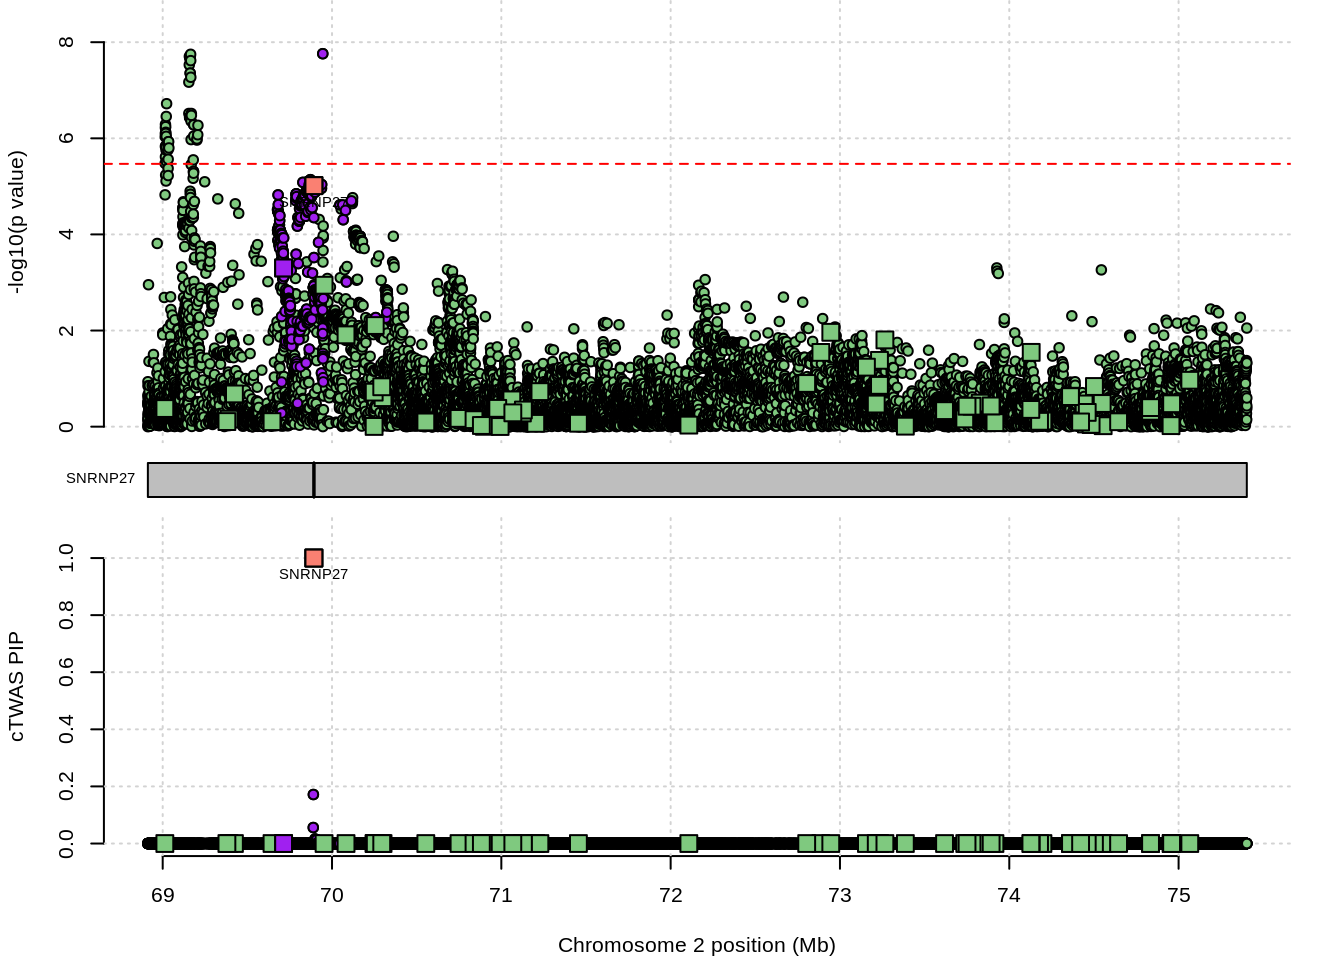 -log10(p value)
8
6
4
2
0
SNRNP27
SNRNP27
cTWAS PIP
1.0
0.8
0.6
0.4
0.2
0.0
SNRNP27
69 70 71 72 73 74 75
Chromosome 2 position (Mb)